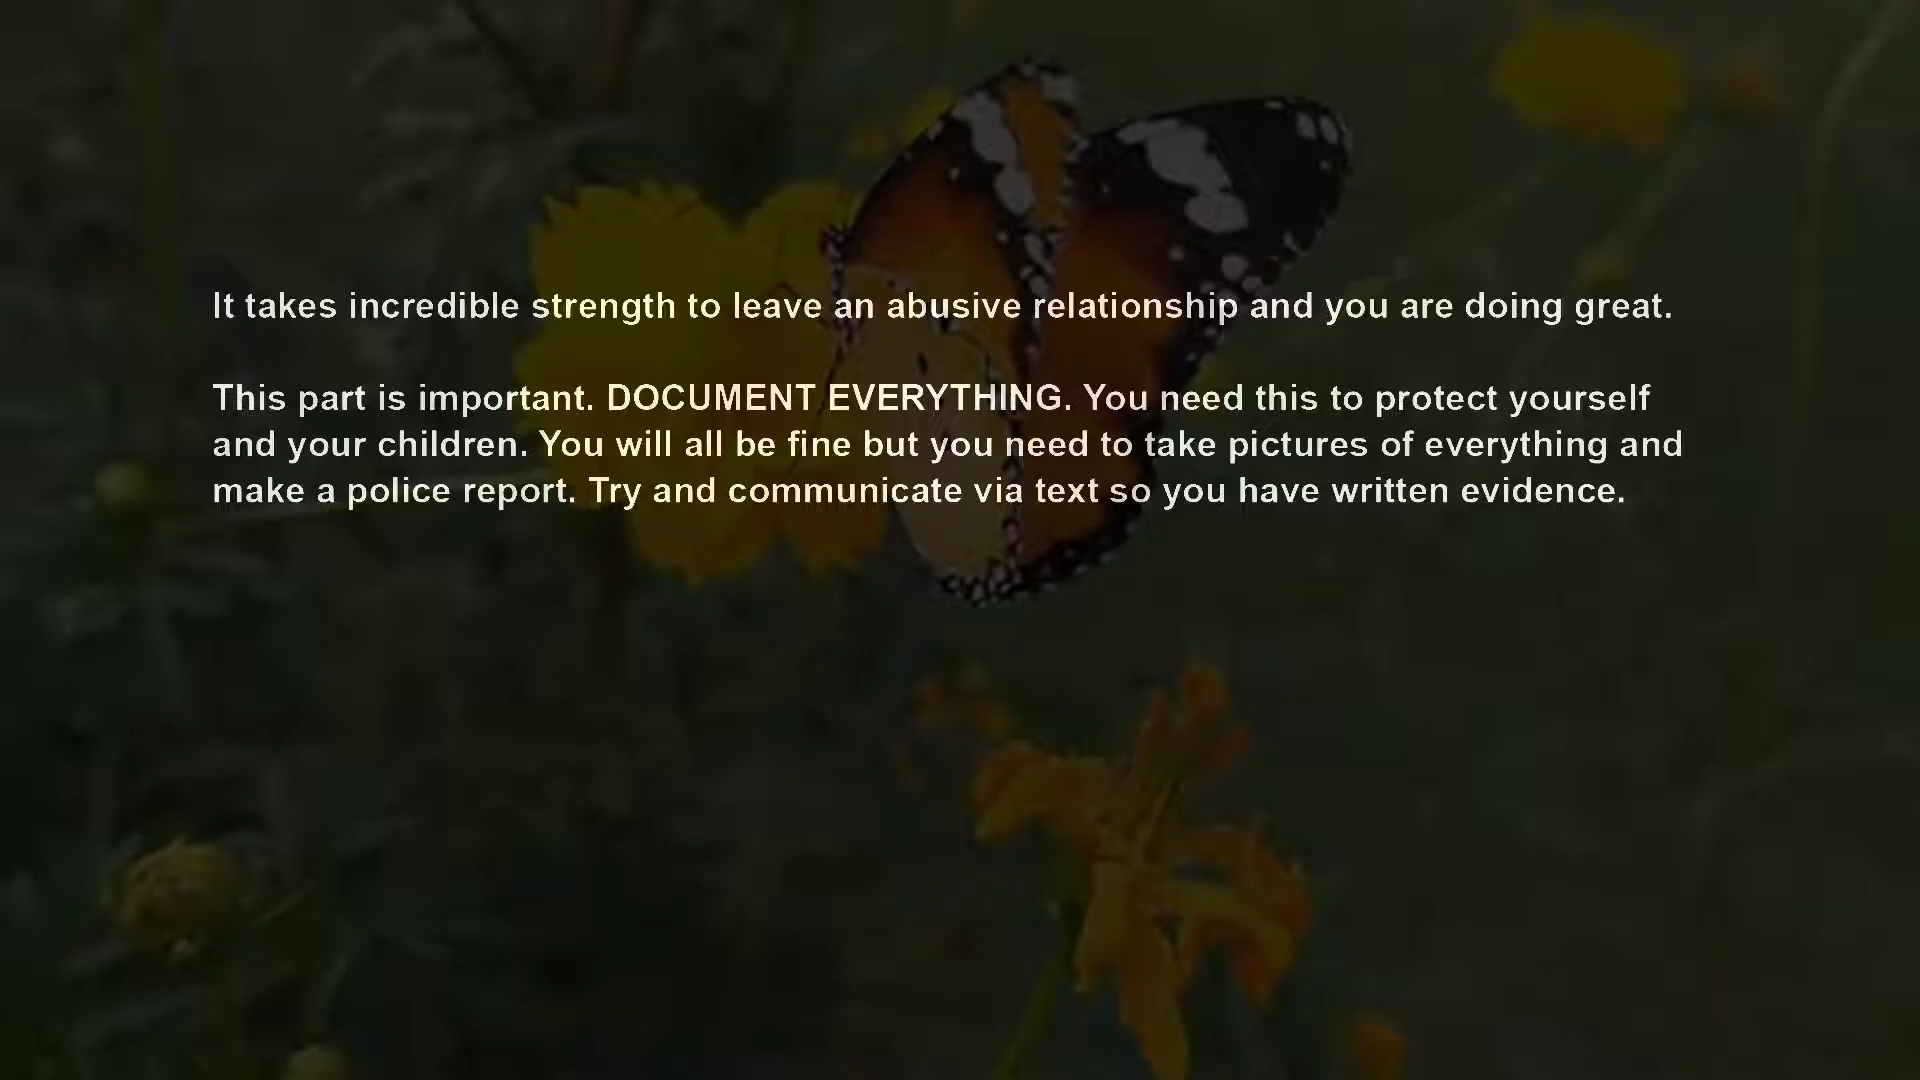 It takes incredible strength to leave an abusive relationship and you are doing great.
This part is important. DOCUMENT EVERYTHING. You need this to protect yourself
and your children. You will all be fine but you need to take pictures of everything and
make a police report. Try and communicate via text so you have written evidence.